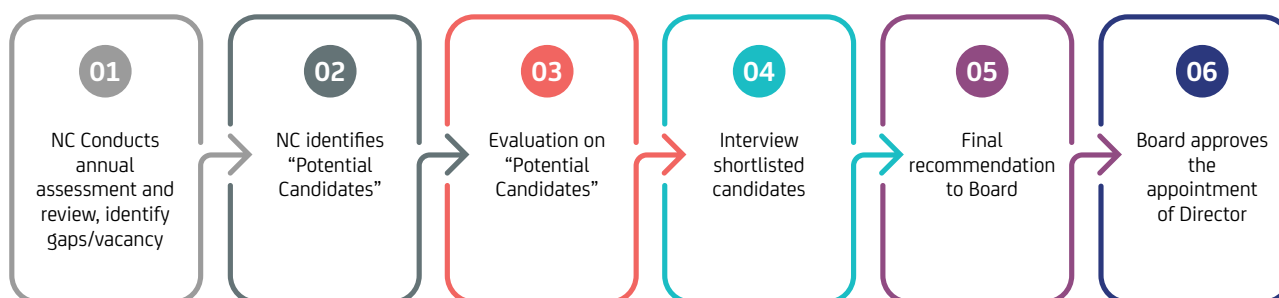 01
NC Conducts
annual
assessment and
review, identify
gaps/vacancy
02
NC identifies
“Potential
Candidates”
03
Evaluation on
“Potential
Candidates”
04
Interview
shortlisted
candidates
05
Final
recommendation
to Board
06
Board approves
the
appointment
of Director